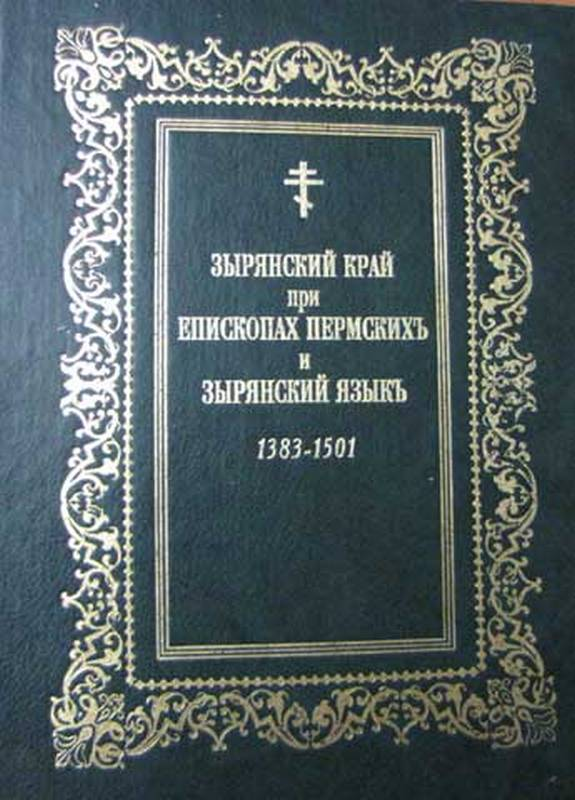 ЗЫРЯНСКИЙ КРАЙ
при
ЕПИСКОПАХ ПЕРМСКИХЪ
и
ЗЫРЯНСКИЙ ЯЗЫКЪ
1383-1501